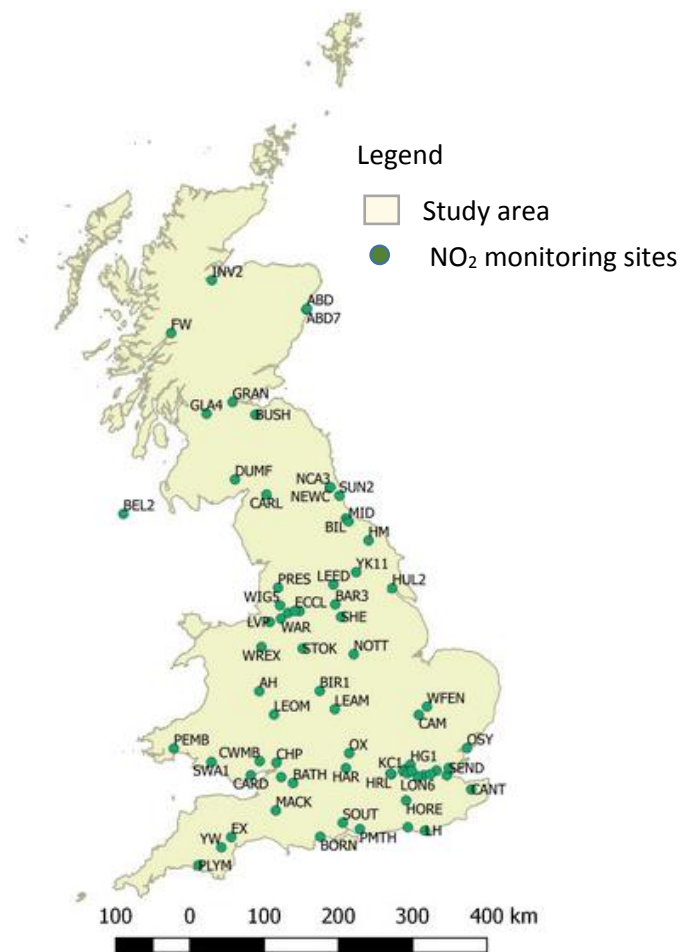 Legend
Study area
NO₂ monitoring sites
INV2
ABD
ABD7
FW
GRAN
GLA4
BUSH
DUMF
NCA3
SUN2
CARL
NEWC
BEL2
MID
BIL
HM
YK11
PRES
LEED
HUL2
WIG5
ECCL
BAR3
LVP
WAR
SHE
WREX
STOK
NOTT
AH
BIR1
LEOM
LEAM
WFEN
CAM
PEMB
OSY
CWMB
CHP
OX
KC1
HG1
SWA1
SEND
CARD
BATH
HAR
HRL
LON6
CANT
MACK
HORE
SOUT
EX
YW
BORN
PMTH
LH
PLYM
100 0 100 200 300 400 km